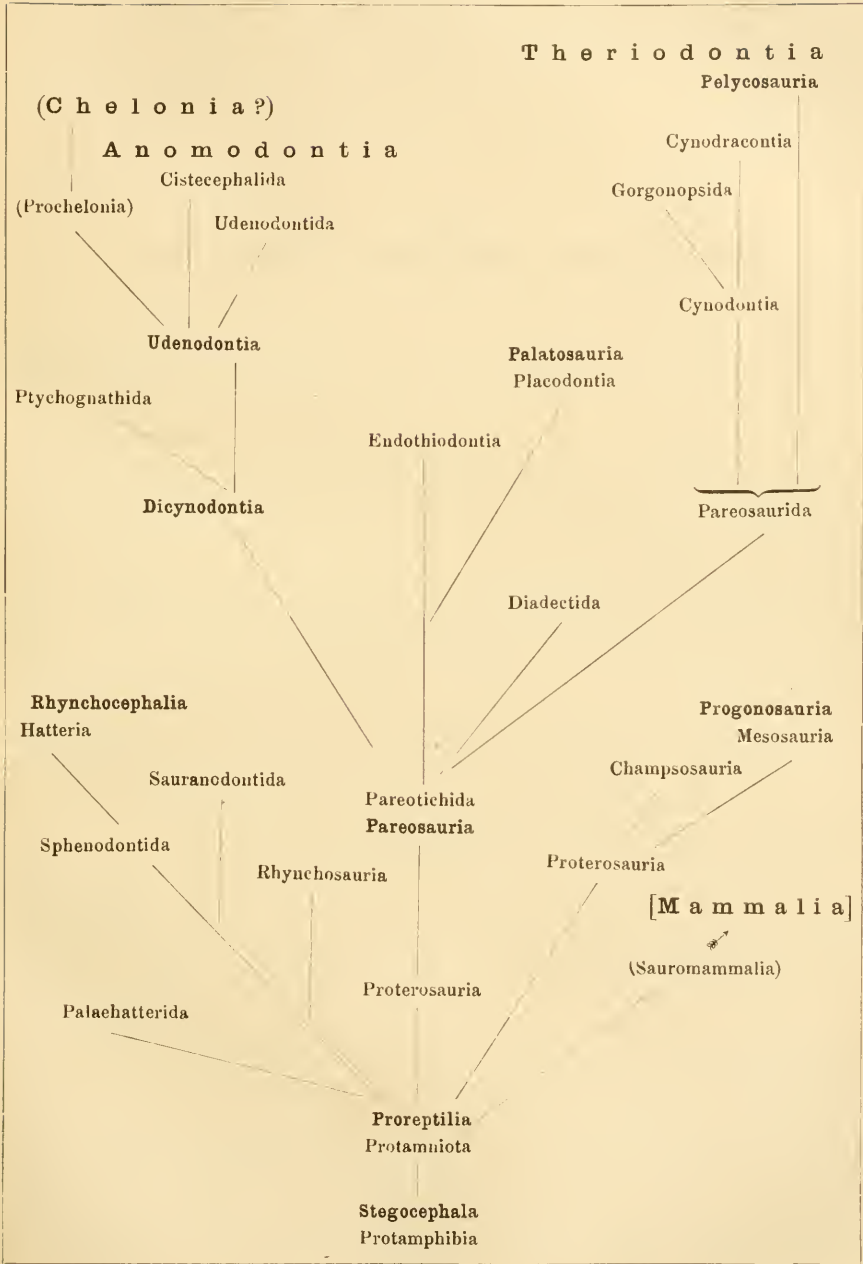 Theriodontia
Pelycosauria
(Chelonia?)
Anomodontia
Cynodracontia
Cistecephalida
Gorgonopsida
(Prochelonia)
Udenodontida
Cynodontia
Udenodontia
Palatosauria
Placodontia
Ptychognathida
Endothiodontia
Dicynodontia
Pareosaurida
Diadectida
Rhynchocephalia
Hatteria
Progonosauria
Mesosauria
Champsosauria
Sauranodontida
Pareotichida
Pareosauria
Sphenodontida
Proterosauria
Rhynchosauria
[Mammalia]
(Sauromammalia)
Proterosauria
Palaehatterida
Proreptilia
Protamniota
Stegocephala
Protamphibia